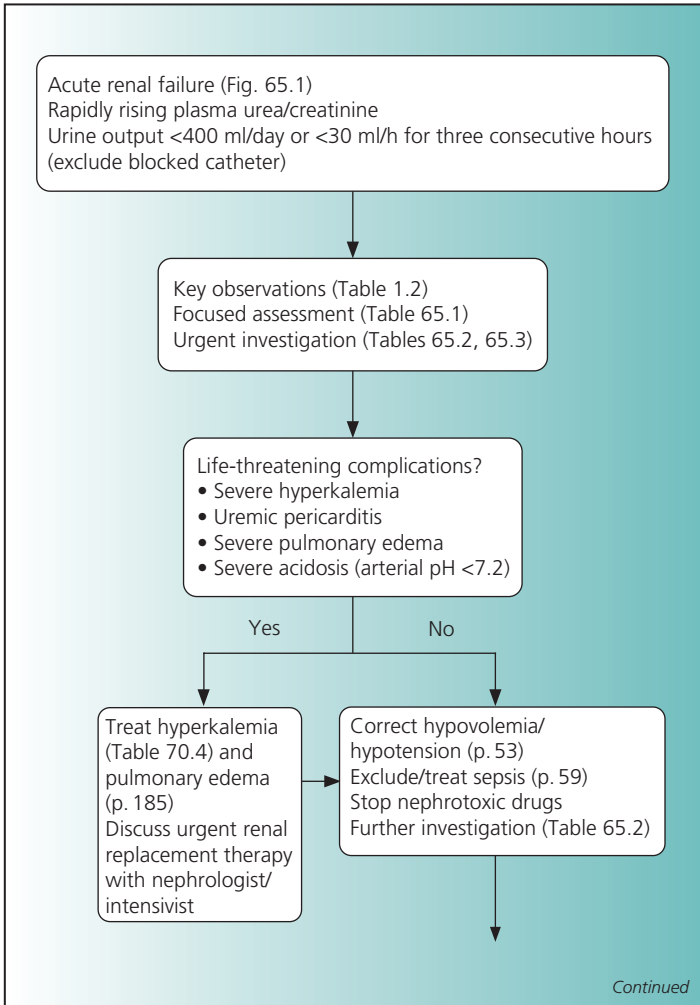 Acute renal failure (Fig. 65.1)
Rapidly rising plasma urea/creatinine
Urine output <400 ml/day or <30 ml/h for three consecutive hours
(exclude blocked catheter)
Key observations (Table 1.2)
Focused assessment (Table 65.1)
Urgent investigation (Tables 65.2, 65.3)
Life-threatening complications?
• Severe hyperkalemia
• Uremic pericarditis
• Severe pulmonary edema
• Severe acidosis (arterial pH <7.2)
Yes
No
Treat hyperkalemia
(Table 70.4) and
pulmonary edema
(p. 185)
Discuss urgent renal
replacement therapy
with nephrologist/
intensivist
Correct hypovolemia/
hypotension (p. 53)
Exclude/treat sepsis (p. 59)
Stop nephrotoxic drugs
Further investigation (Table 65.2)
Continued